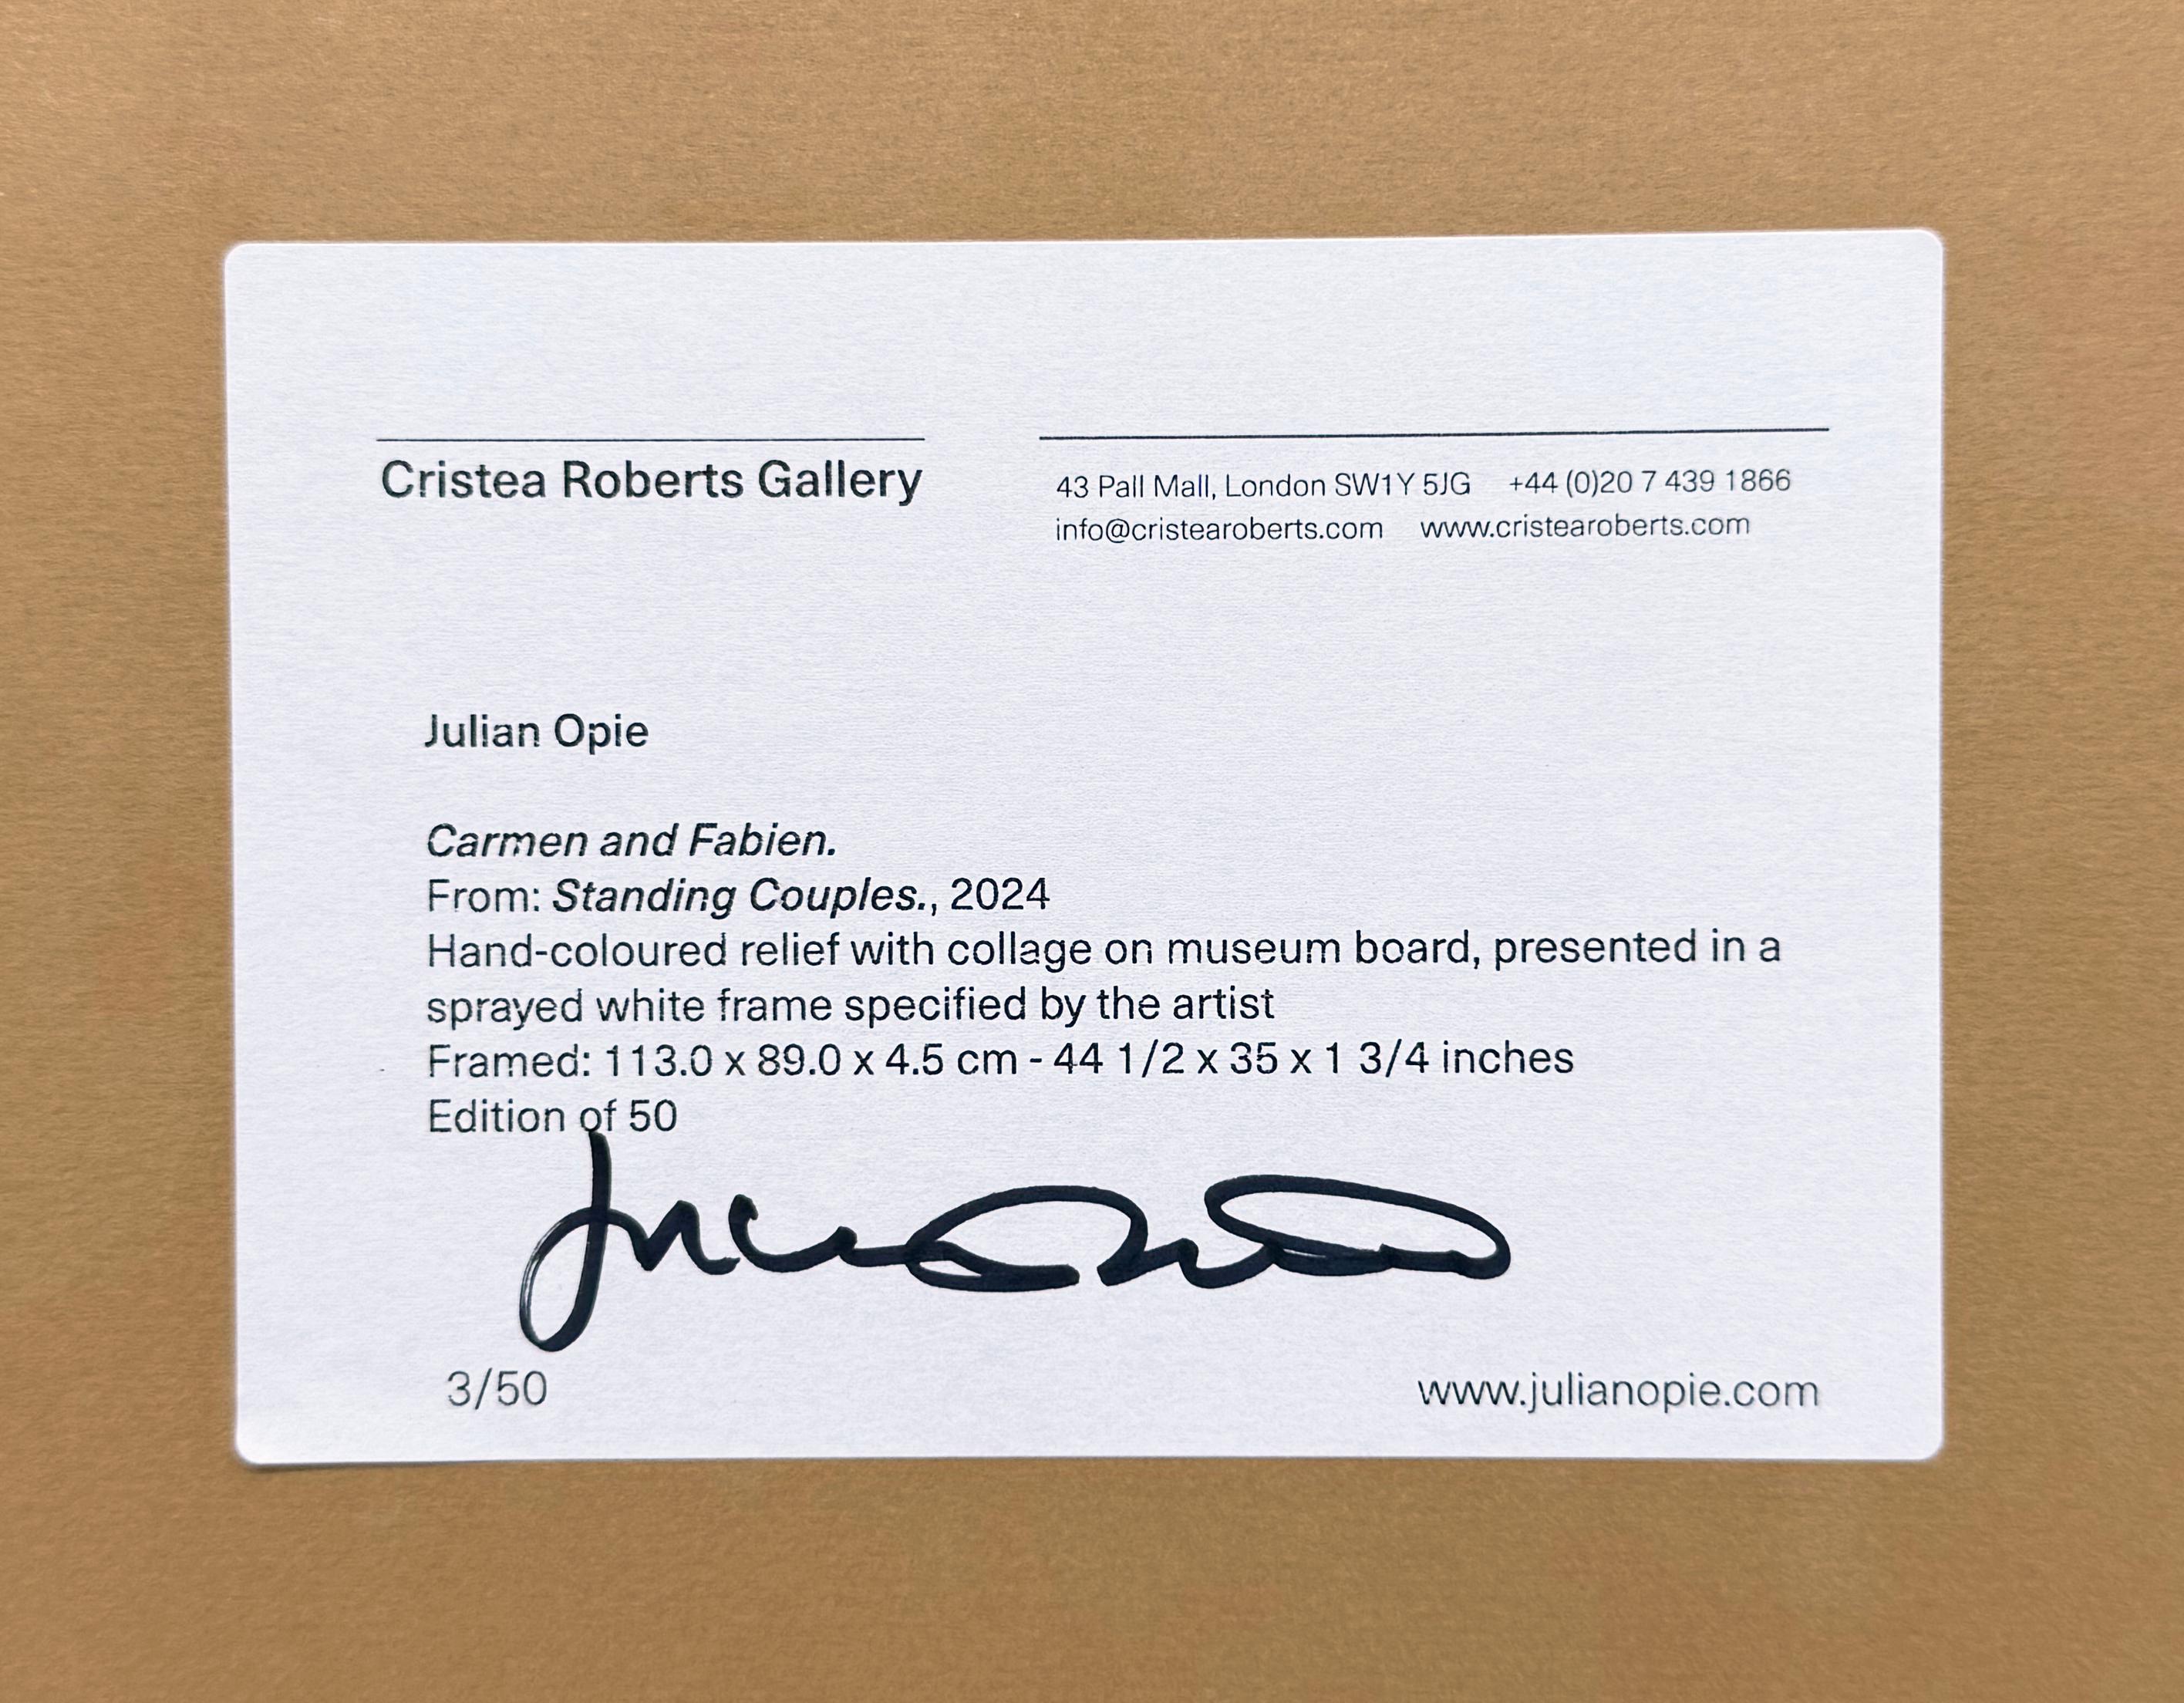 Cristea Roberts Gallery
43 Pall Mall, London SW1Y 5JG +44 (0)20 7 439 1866
info@cristearoberts.com www.cristearoberts.com
Julian Opie
Carmen and Fabien.
From: Standing Couples., 2024
Hand-coloured relief with collage on museum board, presented in a
sprayed white frame specified by the artist
Framed: 113.0 x 89.0 x 4.5 cm - 44 1/2 x 35 x 1 3/4 inches
Edition of 50
3/50
www.julianopie.com